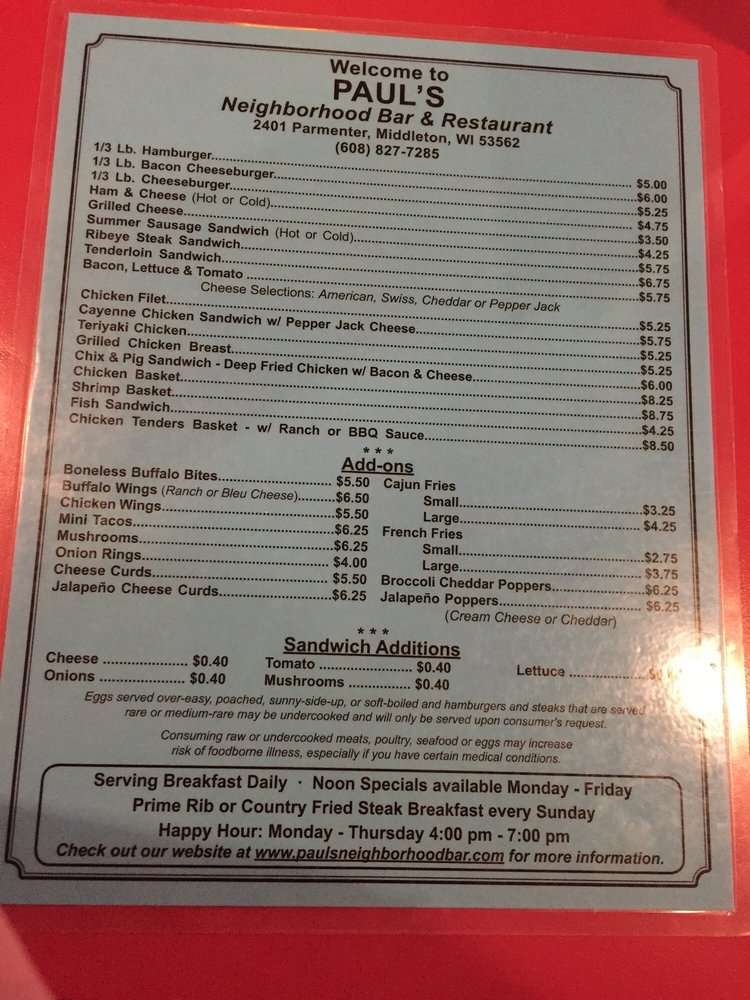 Welcome to
PAUL'S
Neighborhood Bar & Restaurant
2401 Parmenter, Middleton, WI 53562
(608) 827-7285
1/3 Lb. Hamburger..... $5.00
1/3 Lb. Bacon Cheeseburger.....$6.00
1/3 Lb. Cheeseburger.....$5.25
Ham & Cheese (Hot or Cold)..... $4.75
Grilled Cheese.....$3.50
Summer Sausage Sandwich (Hot or Cold).....$4.25
Ribeye Steak Sandwich.....$5.75
Tenderloin Sandwich.....$6.75
Bacon, Lettuce & Tomato .....$5.75
Cheese Selections: American, Swiss, Cheddar or Pepper Jack
Chicken Filet.....$5.25
Cayenne Chicken Sandwich w/ Pepper Jack Cheese.....$5.75
Teriyaki Chicken.....$5.25
Grilled Chicken Breast.....$5.25
Chix & Pig Sandwich - Deep Fried Chicken w/ Bacon & Cheese.....$6.00
Chicken Basket.....$8.25
Shrimp Basket.....$8.75
Fish Sandwich.....$4.25
Chicken Tenders Basket - w/ Ranch or BBQ Sauce.....$8.50
* * *
Add-ons
Boneless Buffalo Bites..... $5.50
Buffalo Wings (Ranch or Bleu Cheese).....$6.50
Chicken Wings.....$5.50
Mini Tacos.....$6.25
Mushrooms.....$6.25
Onion Rings..... $4.00
Cheese Curds..... $5.50
Jalapeño Cheese Curds.....$6.25
Cajun Fries
Small.....$3.25
Large..... $4.25
French Fries
Small.....$2.75
Large..... $3.75
Broccoli Cheddar Poppers.....$6.25
Jalapeño Poppers..... $6.25
(Cream Cheese or Cheddar)
* * *
Sandwich Additions
Cheese ..... $0.40
Onions ..... $0.40
Tomato ..... $0.40
Mushrooms ..... $0.40
Lettuce .....
Eggs served over-easy, poached, sunny-side-up, or soft-boiled and hamburgers and steaks that are served
rare or medium-rare may be undercooked and will only be served upon consumer's request.
Consuming raw or undercooked meats, poultry, seafood or eggs may increase
risk of foodborne illness, especially if you have certain medical conditions.
Serving Breakfast Daily · Noon Specials available Monday - Friday
Prime Rib or Country Fried Steak Breakfast every Sunday
Happy Hour: Monday - Thursday 4:00 pm - 7:00 pm
Check out our website at www.paulsneighborhoodbar.com for more information.